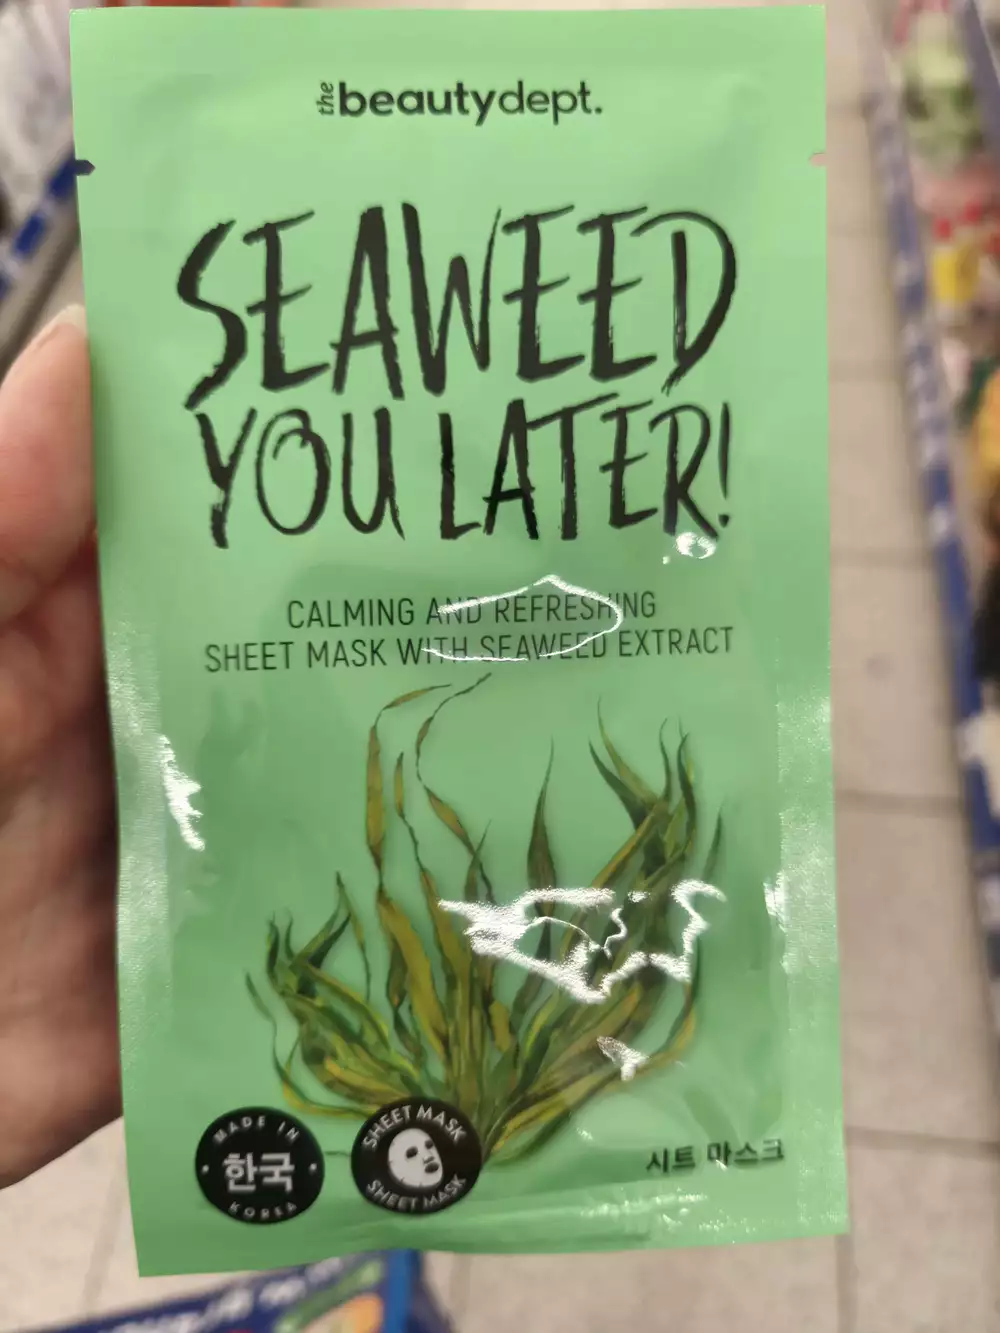 the beautydept.
SEAWEED
YOU LATER!
CALMING AND REFRESHING
SHEET MASK WITH SEAWEED EXTRACT
MADE IN
한국
KOREA
SHEET MASK
SHEET MASK
시트 마스크